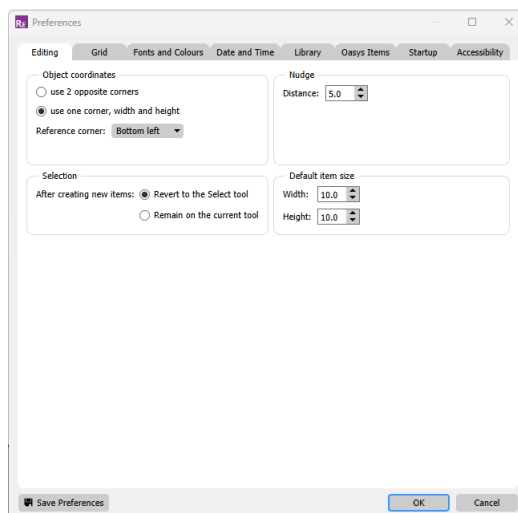 RE Preferences
Editing Grid Fonts and Colours Date and Time Library Oasys Items Startup Accessibility
Object coordinates
use 2 opposite corners
use one corner, width and height
Reference corner: Bottom left
Nudge
Distance: 5.0
Selection
After creating new items: Revert to the Select tool
Remain on the current tool
Default item size
Width: 10.0
Height: 10.0
Save Preferences OK Cancel